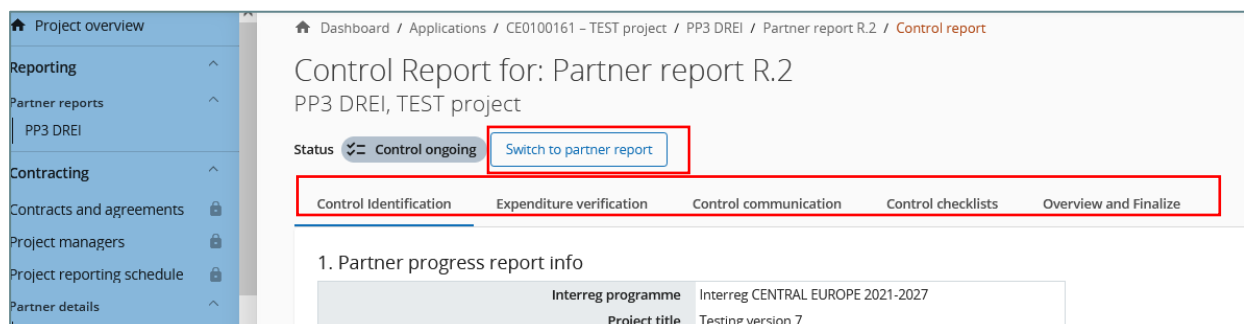 Project overview
Reporting
Partner reports
PP3 DREI
Contracting
Contracts and agreements
Project managers
Project reporting schedule
Partner details
Dashboard / Applications / CE0100161 – TEST project / PP3 DREI / Partner report R.2 / Control report
Control Report for: Partner report R.2
PP3 DREI, TEST project
Status Control ongoing Switch to partner report
Control Identification Expenditure verification Control communication Control checklists Overview and Finalize
1. Partner progress report info
Interreg programme Interreg CENTRAL EUROPE 2021-2027
Project title Testing version 7